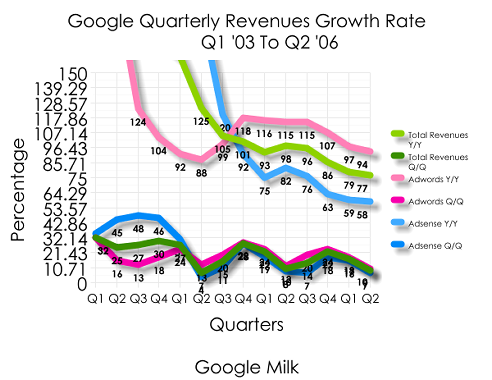 Google Quarterly Revenues Growth Rate
Q1 '03 To Q2 '06
Percentage
150
139.29
128.57
117.86
107.14
96.43
85.71
75
64.29
53.57
42.86
32.14
21.43
10.71
0
124 125 120 118 116 115 115
104 105 107
92 88 99 101 92 98 96 97 94
75 82 76 86 79 77
63 59 58
32 45 48 46
25 27 30 27
16 13 18 24
Q1 Q2 Q3 Q4 Q1 Q2 Q3 Q4 Q1 Q2 Q3 Q4 Q1 Q2
Quarters
Total Revenues
Y/Y
Total Revenues
Q/Q
Adwords Y/Y
Adwords Q/Q
Adsense Y/Y
Adsense Q/Q
Google Milk